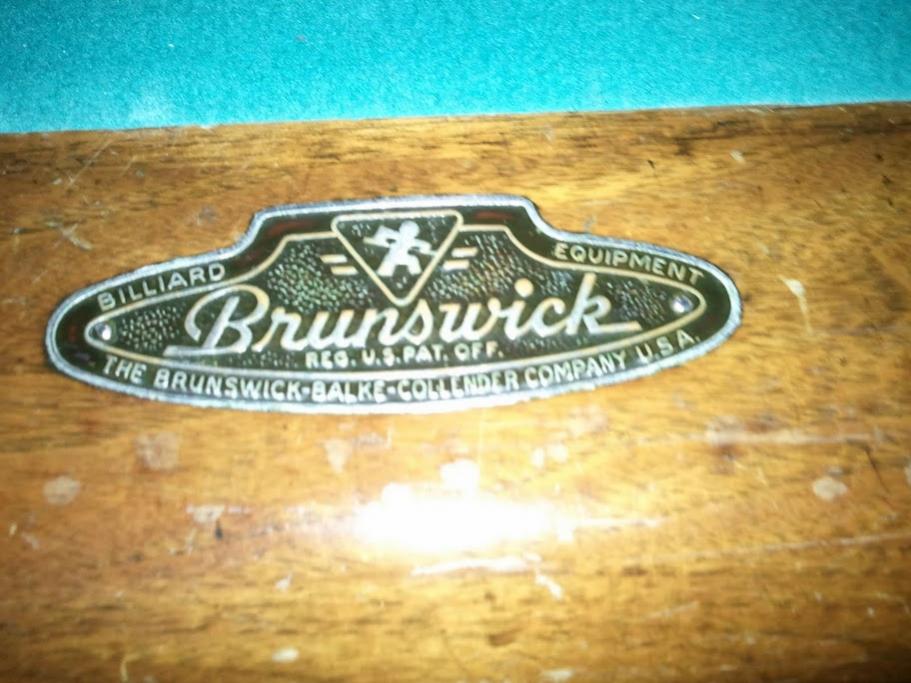 BILLIARD EQUIPMENT
Brunswick
REG. U.S. PAT. OFF.
THE BRUNSWICK-BALKE-COLLENDER COMPANY U.S.A.